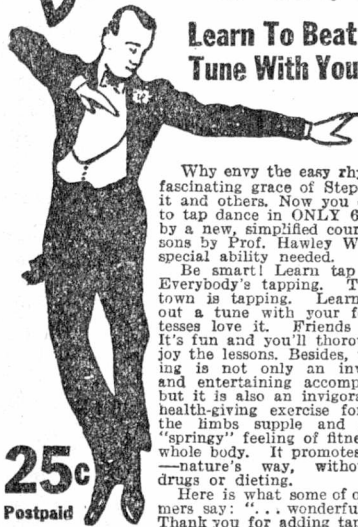 Learn To Beat
Tune With You
Why envy the easy rhy
fascinating grace of Step
it and others. Now you
to tap dance in ONLY 6
by a new, simplified cour
sons by Prof. Hawley W
special ability needed.
Be smart! Learn tap
Everybody's tapping. T
town is tapping. Learn
out a tune with your f
tesses love it. Friends
It's fun and you'll thoro
joy the lessons. Besides,
ing is not only an inv
and entertaining accomp
but it is also an invigora
health-giving exercise fo
the limbs supple and
"springy" feeling of fitne
whole body. It promotes
—nature's way, witho
drugs or dieting.
Here is what some of o
mers say: ". . . wonderfu
Thank you for adding tap
25c
Postpaid